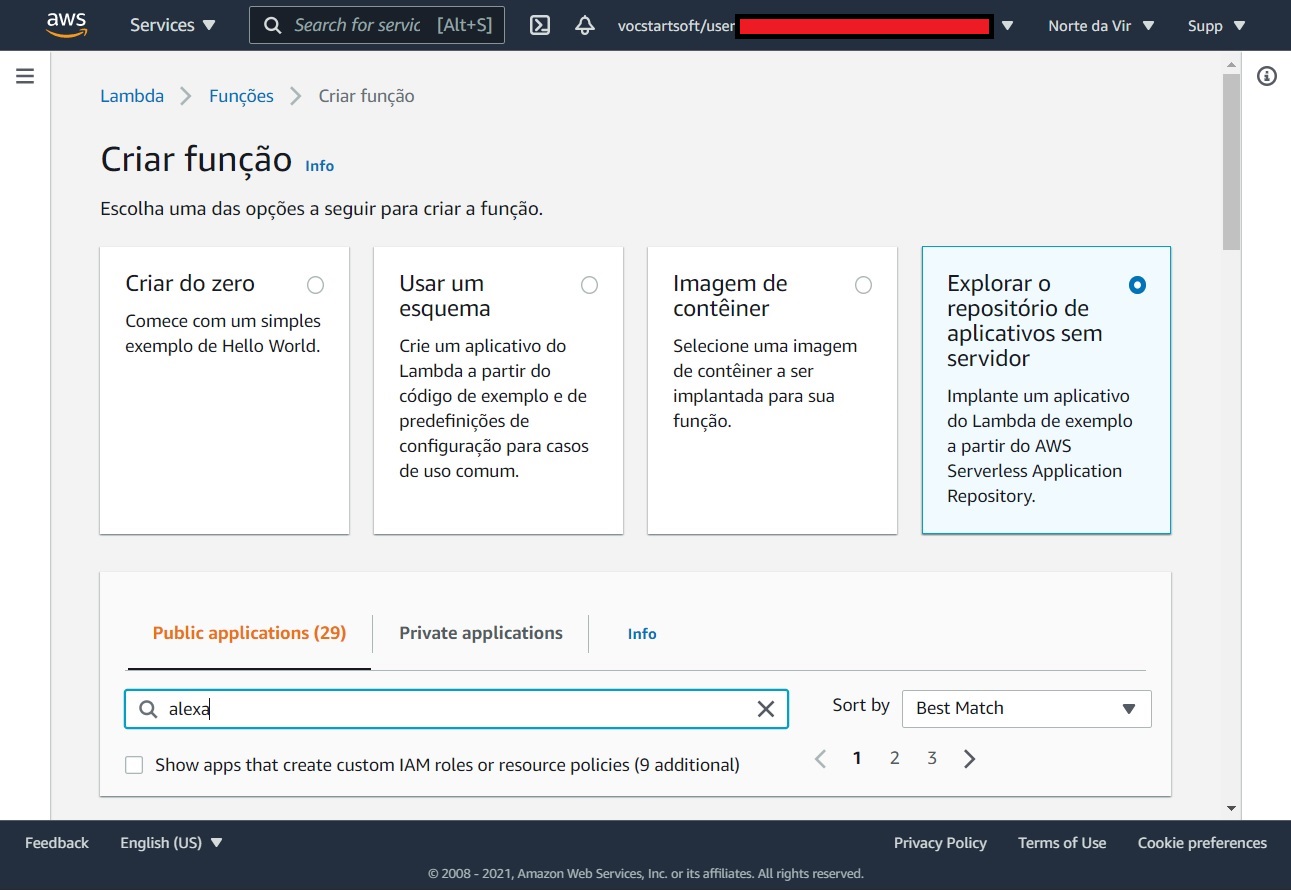 aws
Services
Search for servic [Alt+S]
vocstartsoft/user
Norte da Vir
Supp
Lambda > Funções > Criar função
Criar função Info
Escolha uma das opções a seguir para criar a função.
Criar do zero
Comece com um simples
exemplo de Hello World.
Usar um
esquema
Crie um aplicativo do
Lambda a partir do
código de exemplo e de
predefinições de
configuração para casos
de uso comum.
Imagem de
contêiner
Selecione uma imagem
de contêiner a ser
implantada para sua
função.
Explorar o
repositório de
aplicativos sem
servidor
Implante um aplicativo
do Lambda de exemplo
a partir do AWS
Serverless Application
Repository.
Public applications (29)
Private applications
Info
alexa
Sort by
Best Match
Show apps that create custom IAM roles or resource policies (9 additional)
1 2 3
Feedback
English (US)
Privacy Policy
Terms of Use
Cookie preferences
© 2008 - 2021, Amazon Web Services, Inc. or its affiliates. All rights reserved.